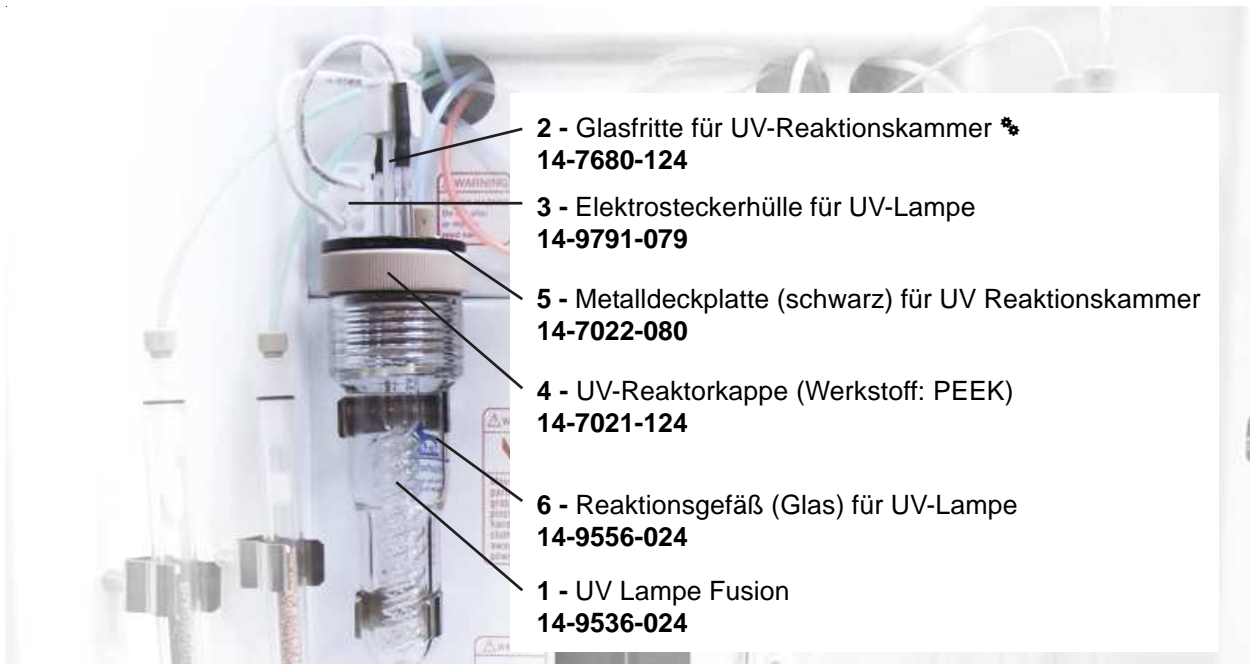 2 - Glasfritte für UV-Reaktionskammer
14-7680-124
3 - Elektrosteckerhülle für UV-Lampe
14-9791-079
5 - Metalldeckplatte (schwarz) für UV Reaktionskammer
14-7022-080
4 - UV-Reaktorkappe (Werkstoff: PEEK)
14-7021-124
6 - Reaktionsgefäß (Glas) für UV-Lampe
14-9556-024
1 - UV Lampe Fusion
14-9536-024
WARNING